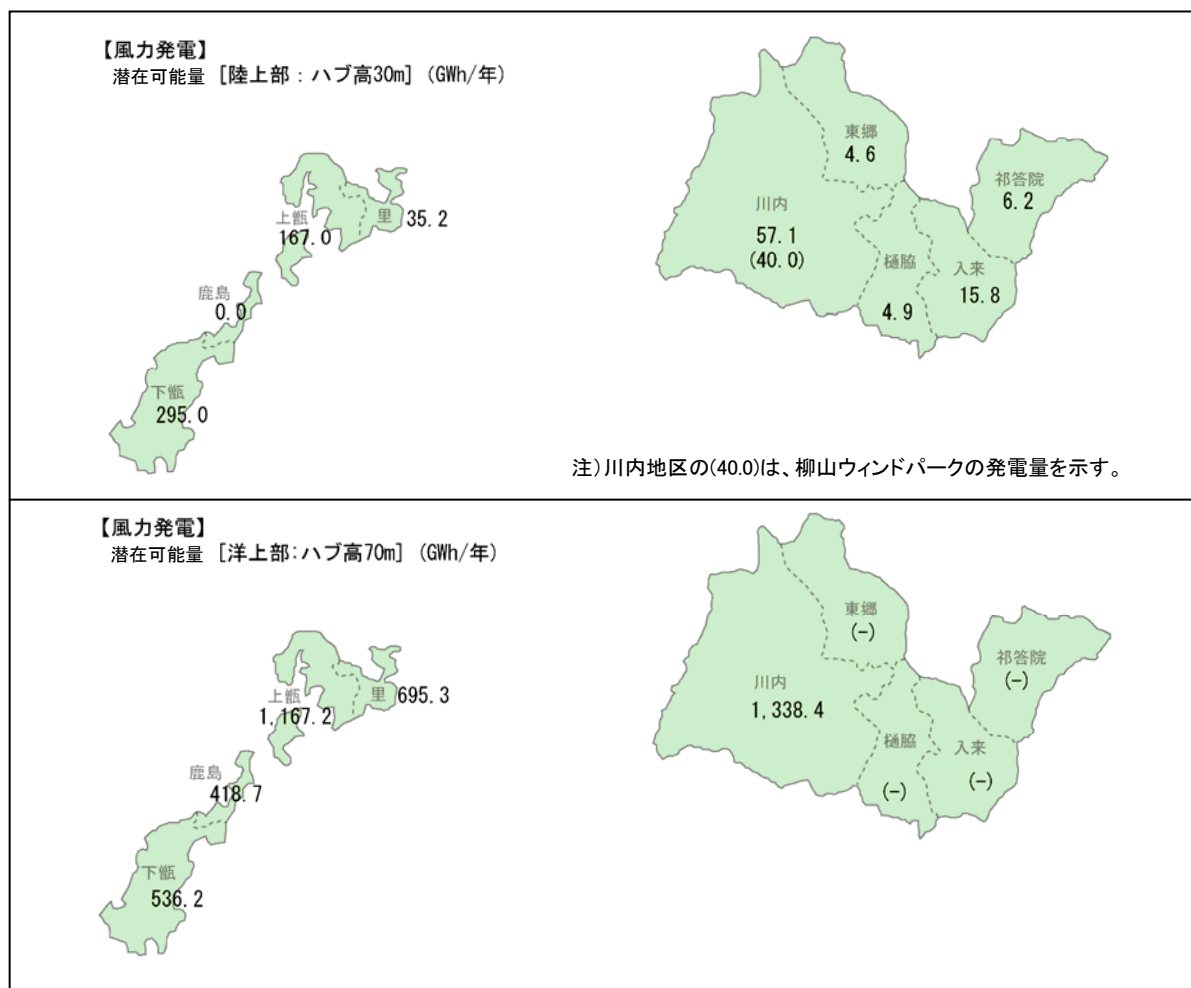 【風力発電】
潜在可能量 [陸上部：ハブ高30m] (GWh/年)
東郷
4.6
祁答院
6.2
上甑
167.0
里 35.2
川内
57.1
(40.0)
樋脇
4.9
入来
15.8
鹿島
0.0
下甑
295.0
注)川内地区の(40.0)は、柳山ウィンドパークの発電量を示す。
【風力発電】
潜在可能量 [洋上部：ハブ高70m] (GWh/年)
東郷
(-)
祁答院
(-)
上甑
1,167.2
里 695.3
川内
1,338.4
樋脇
(-)
入来
(-)
鹿島
418.7
下甑
536.2